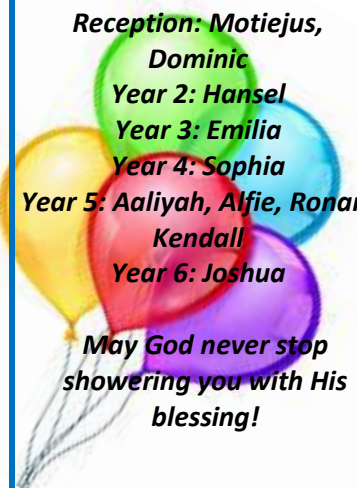 Reception: Motiejus,
Dominic
Year 2: Hansel
Year 3: Emilia
Year 4: Sophia
Year 5: Aaliyah, Alfie, Ronan
Kendall
Year 6: Joshua
May God never stop
showering you with His
blessing!